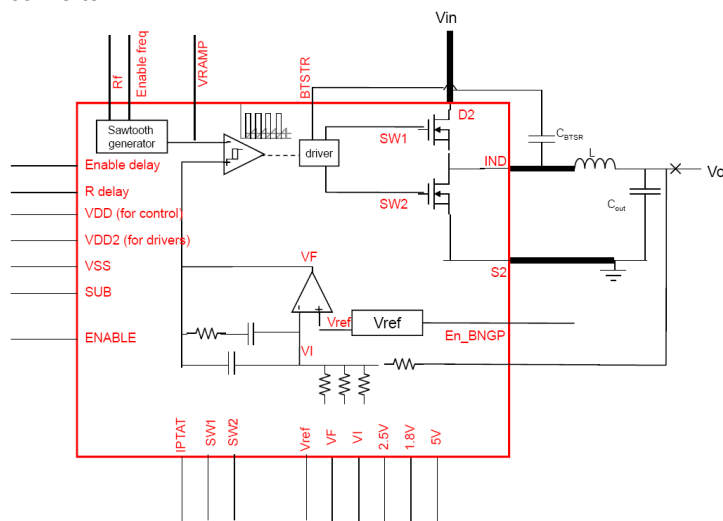 Vin
Rf
Enable freq
VRAMP
BTSTR
D2
Sawtooth
generator
-
+
driver
SW1
SW2
IND
C BTSR
L
Vo
C out
S2
Enable delay
R delay
VDD (for control)
VDD2 (for drivers)
VSS
SUB
ENABLE
VF
-
+
Vref
Vref
En_BNGP
VI
IPTAT
SW1
SW2
Vref
VF
VI
2.5V
1.8V
5V